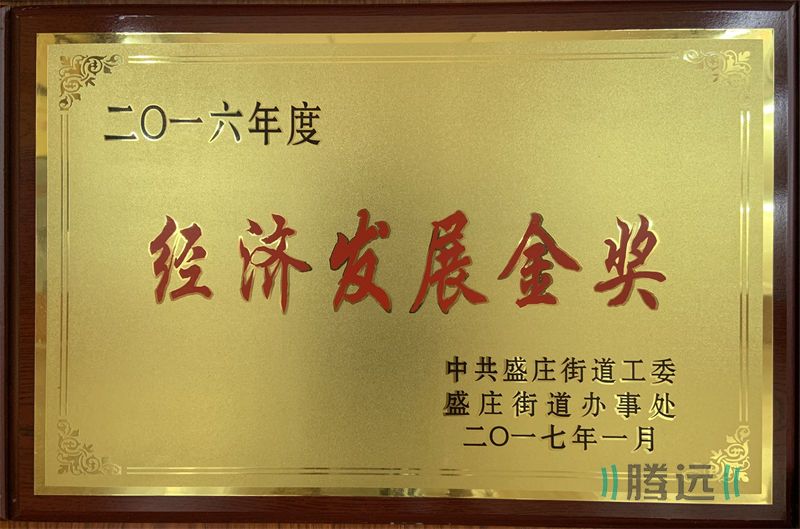 二〇一六年度
经济发展金奖
中共盛庄街道工委
盛庄街道办事处
二〇一七年一月
腾远